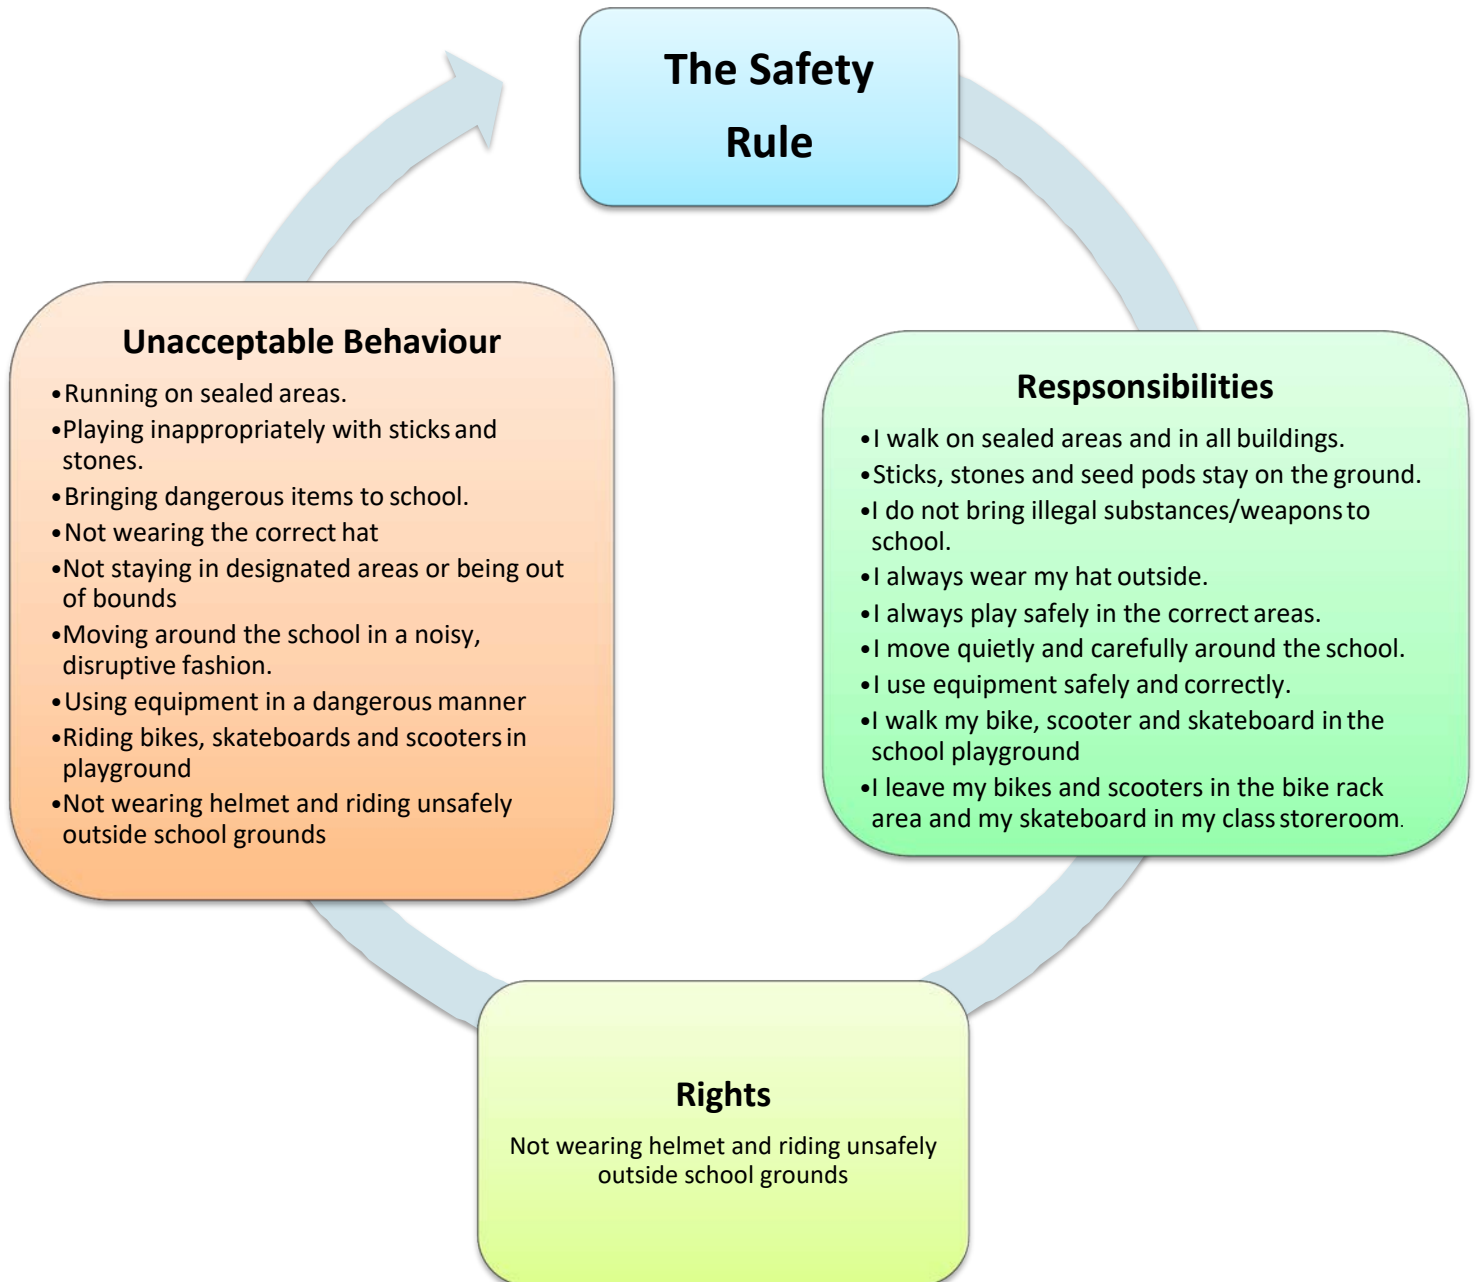 The Safety
Rule
Unacceptable Behaviour
•Running on sealed areas.
•Playing inappropriately with sticks and
stones.
•Bringing dangerous items to school.
•Not wearing the correct hat
•Not staying in designated areas or being out
of bounds
•Moving around the school in a noisy,
disruptive fashion.
•Using equipment in a dangerous manner
•Riding bikes, skateboards and scooters in
playground
•Not wearing helmet and riding unsafely
outside school grounds
Respsonsibilities
•I walk on sealed areas and in all buildings.
•Sticks, stones and seed pods stay on the ground.
•I do not bring illegal substances/weapons to
school.
•I always wear my hat outside.
•I always play safely in the correct areas.
•I move quietly and carefully around the school.
•I use equipment safely and correctly.
•I walk my bike, scooter and skateboard in the
school playground
•I leave my bikes and scooters in the bike rack
area and my skateboard in my class storeroom.
Rights
Not wearing helmet and riding unsafely
outside school grounds